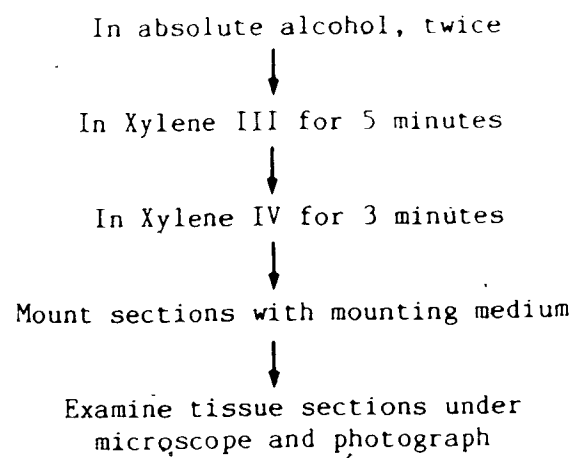 In absolute alcohol, twice
In Xylene III for 5 minutes
In Xylene IV for 3 minutes
Mount sections with mounting medium
Examine tissue sections under
microscope and photograph